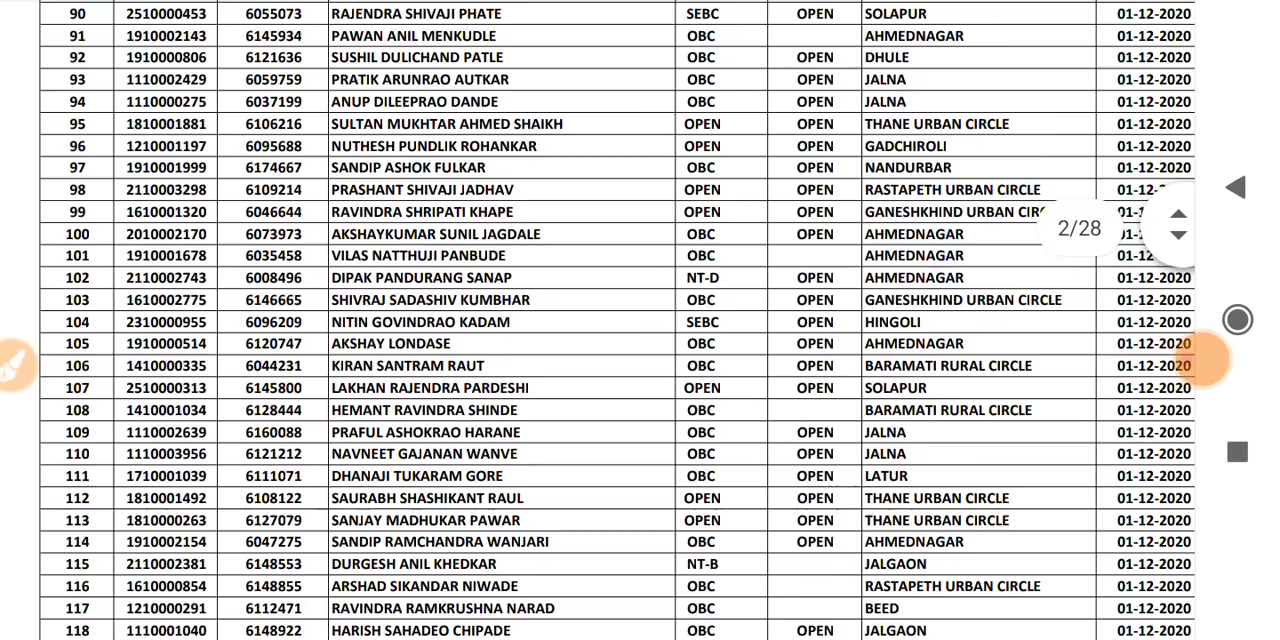 90 2510000453 6055073 RAJENDRA SHIVAJI PHATE SEBC OPEN SOLAPUR 01-12-2020
91 1910002143 6145934 PAWAN ANIL MENKUDLE OBC AHMEDNAGAR 01-12-2020
92 1910000806 6121636 SUSHIL DULICHAND PATLE OBC OPEN DHULE 01-12-2020
93 1110002429 6059759 PRATIK ARUNRAO AUTKAR OBC OPEN JALNA 01-12-2020
94 1110000275 6037199 ANUP DILEEPRAO DANDE OBC OPEN JALNA 01-12-2020
95 1810001881 6106216 SULTAN MUKHTAR AHMED SHAIKH OPEN OPEN THANE URBAN CIRCLE 01-12-2020
96 1210001197 6095688 NUTHESH PUNDLIK ROHANKAR OPEN OPEN GADCHIROLI 01-12-2020
97 1910001999 6174667 SANDIP ASHOK FULKAR OBC OPEN NANDURBAR 01-12-2020
98 2110003298 6109214 PRASHANT SHIVAJI JADHAV OPEN OPEN RASTAPETH URBAN CIRCLE 01-12-
99 1610001320 6046644 RAVINDRA SHRIPATI KHAPE OPEN OPEN GANESHKHIND URBAN 01-
2/28
100 2010002170 6073973 AKSHAYKUMAR SUNIL JAGDALE OBC OPEN AHMEDNAGAR
101 1910001678 6035458 VILAS NATTHUJI PANBUDE OBC AHMEDNAGAR 01-12
102 2110002743 6008496 DIPAK PANDURANG SANAP NT-D OPEN AHMEDNAGAR 01-12-2020
103 1610002775 6146665 SHIVRAJ SADASHIV KUMBHAR OBC OPEN GANESHKHIND URBAN CIRCLE 01-12-2020
104 2310000955 6096209 NITIN GOVINDRAO KADAM SEBC OPEN HINGOLI 01-12-2020
105 1910000514 6120747 AKSHAY LONDASE OBC OPEN AHMEDNAGAR 01-12-2020
106 1410000335 6044231 KIRAN SANTRAM RAUT OBC OPEN BARAMATI RURAL CIRCLE 01-12-2020
107 2510000313 6145800 LAKHAN RAJENDRA PARDESHI OPEN OPEN SOLAPUR 01-12-2020
108 1410001034 6128444 HEMANT RAVINDRA SHINDE OBC BARAMATI RURAL CIRCLE 01-12-2020
109 1110002639 6160088 PRAFUL ASHOKRAO HARANE OBC OPEN JALNA 01-12-2020
110 1110003956 6121212 NAVNEET GAJANAN WANVE OBC OPEN JALNA 01-12-2020
111 1710001039 6111071 DHANAJI TUKARAM GORE OBC OPEN LATUR 01-12-2020
112 1810001492 6108122 SAURABH SHASHIKANT RAUL OPEN OPEN THANE URBAN CIRCLE 01-12-2020
113 1810000263 6127079 SANJAY MADHUKAR PAWAR OPEN OPEN THANE URBAN CIRCLE 01-12-2020
114 1910002154 6047275 SANDIP RAMCHANDRA WANJARI OBC OPEN AHMEDNAGAR 01-12-2020
115 2110002381 6148553 DURGESH ANIL KHEDKAR NT-B JALGAON 01-12-2020
116 1610000854 6148855 ARSHAD SIKANDAR NIWADE OBC RASTAPETH URBAN CIRCLE 01-12-2020
117 1210000291 6112471 RAVINDRA RAMKRUSHNA NARAD OBC BEED 01-12-2020
118 1110001040 6148922 HARISH SAHADEO CHIPADE OBC OPEN JALGAON 01-12-2020